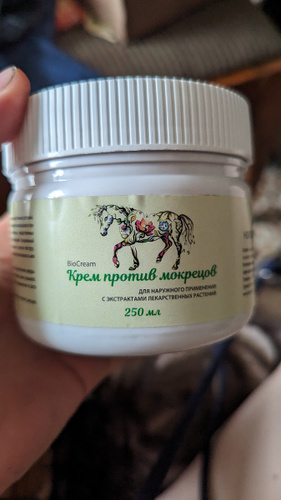 BioCream
Крем против мокрецов
ДЛЯ НАРУЖНОГО ПРИМЕНЕНИЯ
С ЭКСТРАКТАМИ ЛЕКАРСТВЕННЫХ РАСТЕНИЙ
250 мл